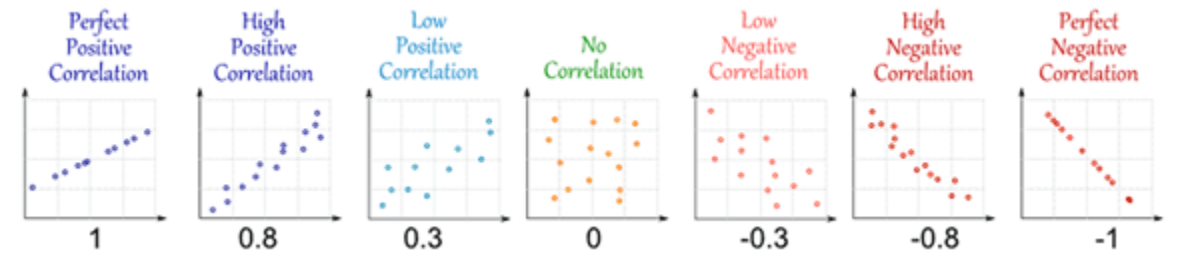 Perfect
Positive
Correlation
High
Positive
Correlation
Low
Positive
Correlation
No
Correlation
Low
Negative
Correlation
High
Negative
Correlation
Perfect
Negative
Correlation
1
0.8
0.3
0
-0.3
-0.8
-1